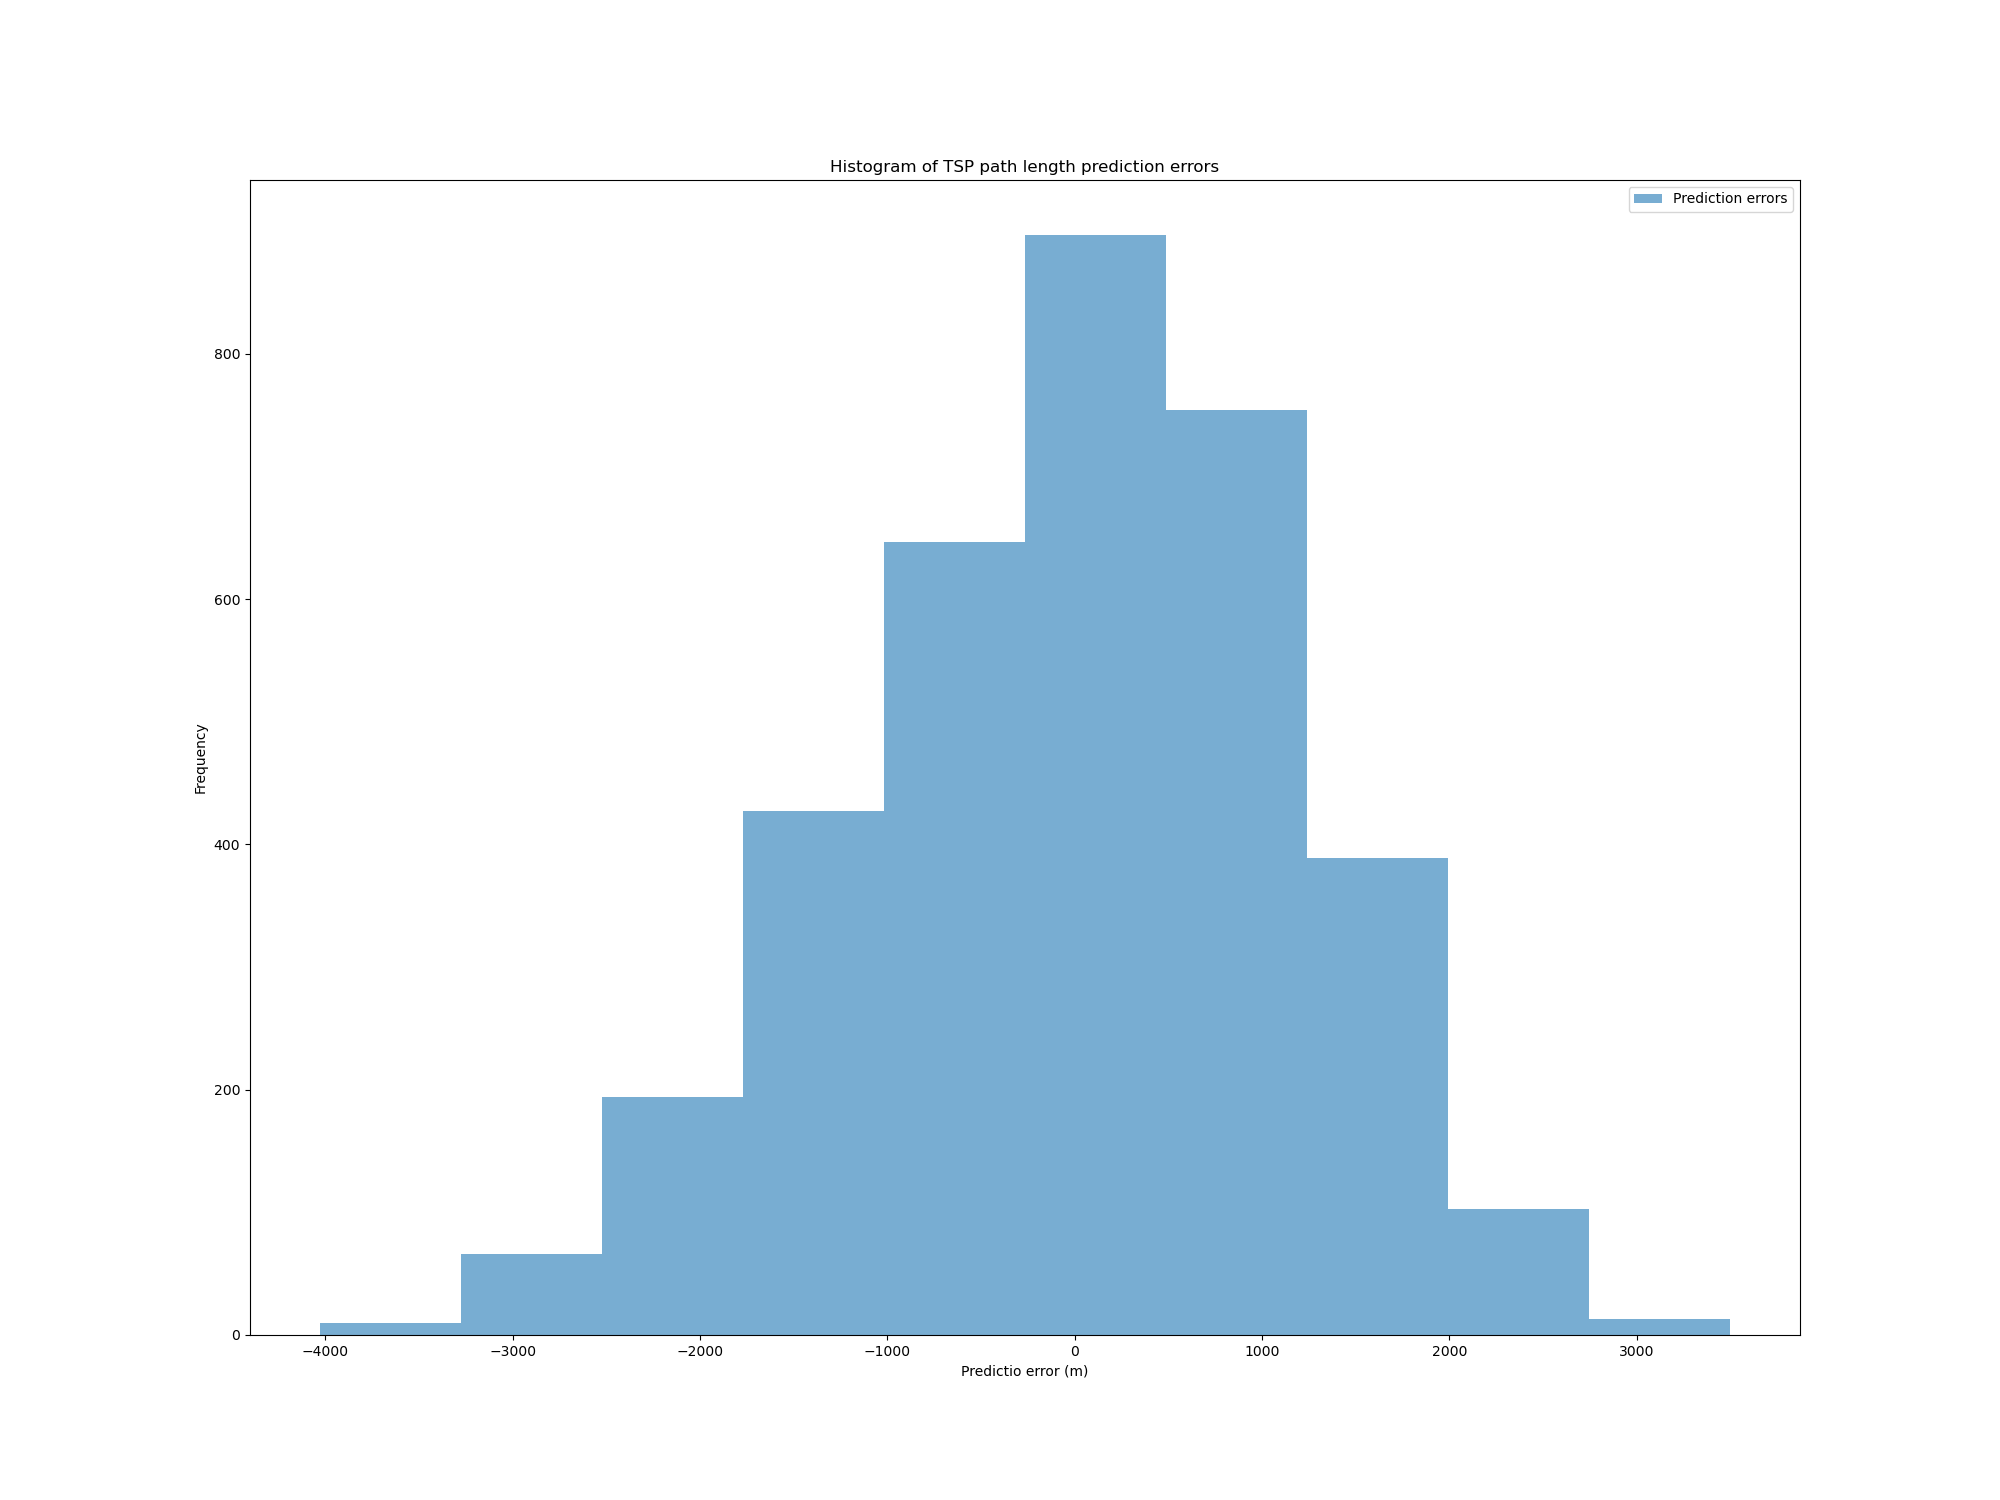 Histogram of TSP path length prediction errors
Prediction errors
800
600
400
200
0
Frequency
−4000 −3000 −2000 −1000 0 1000 2000 3000
Predictio error (m)